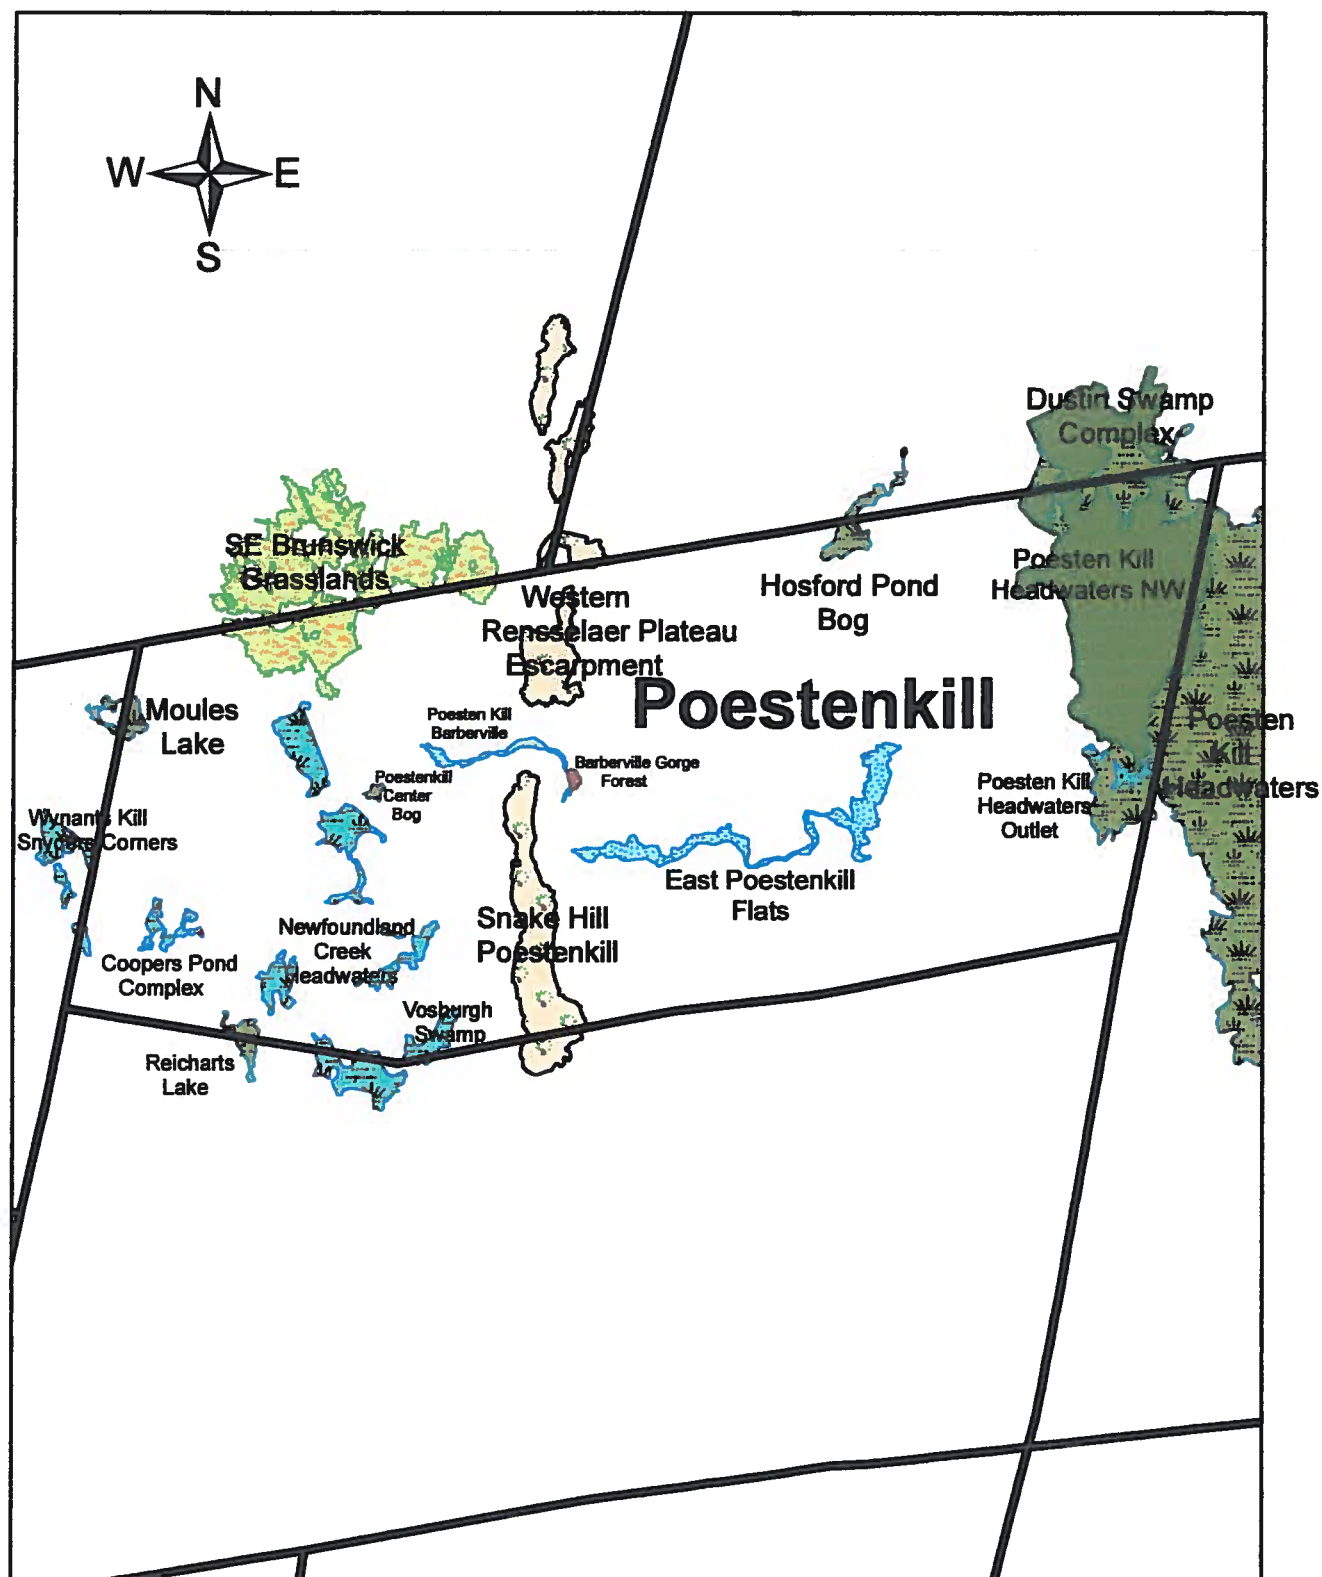 N
W E
S
Dustin Swamp
Complex
SE Brunswick
Grasslands
Western
Rensselaer Plateau
Escarpment
Hosford Pond
Bog
Poesten Kill
Headwaters NW
Poestenkill
Moules
Lake
Poesten Kill
Barberville
Barberville Gorge
Forest
Poestenkill
Center
Bog
Poesten
Kill
Headwaters
Poesten Kill
Headwaters
Outlet
Wynants Kill
Snyders Corners
East Poestenkill
Flats
Snake Hill
Poestenkill
Newfoundland
Creek
Headwaters
Coopers Pond
Complex
Vosburgh
Swamp
Reicharts
Lake